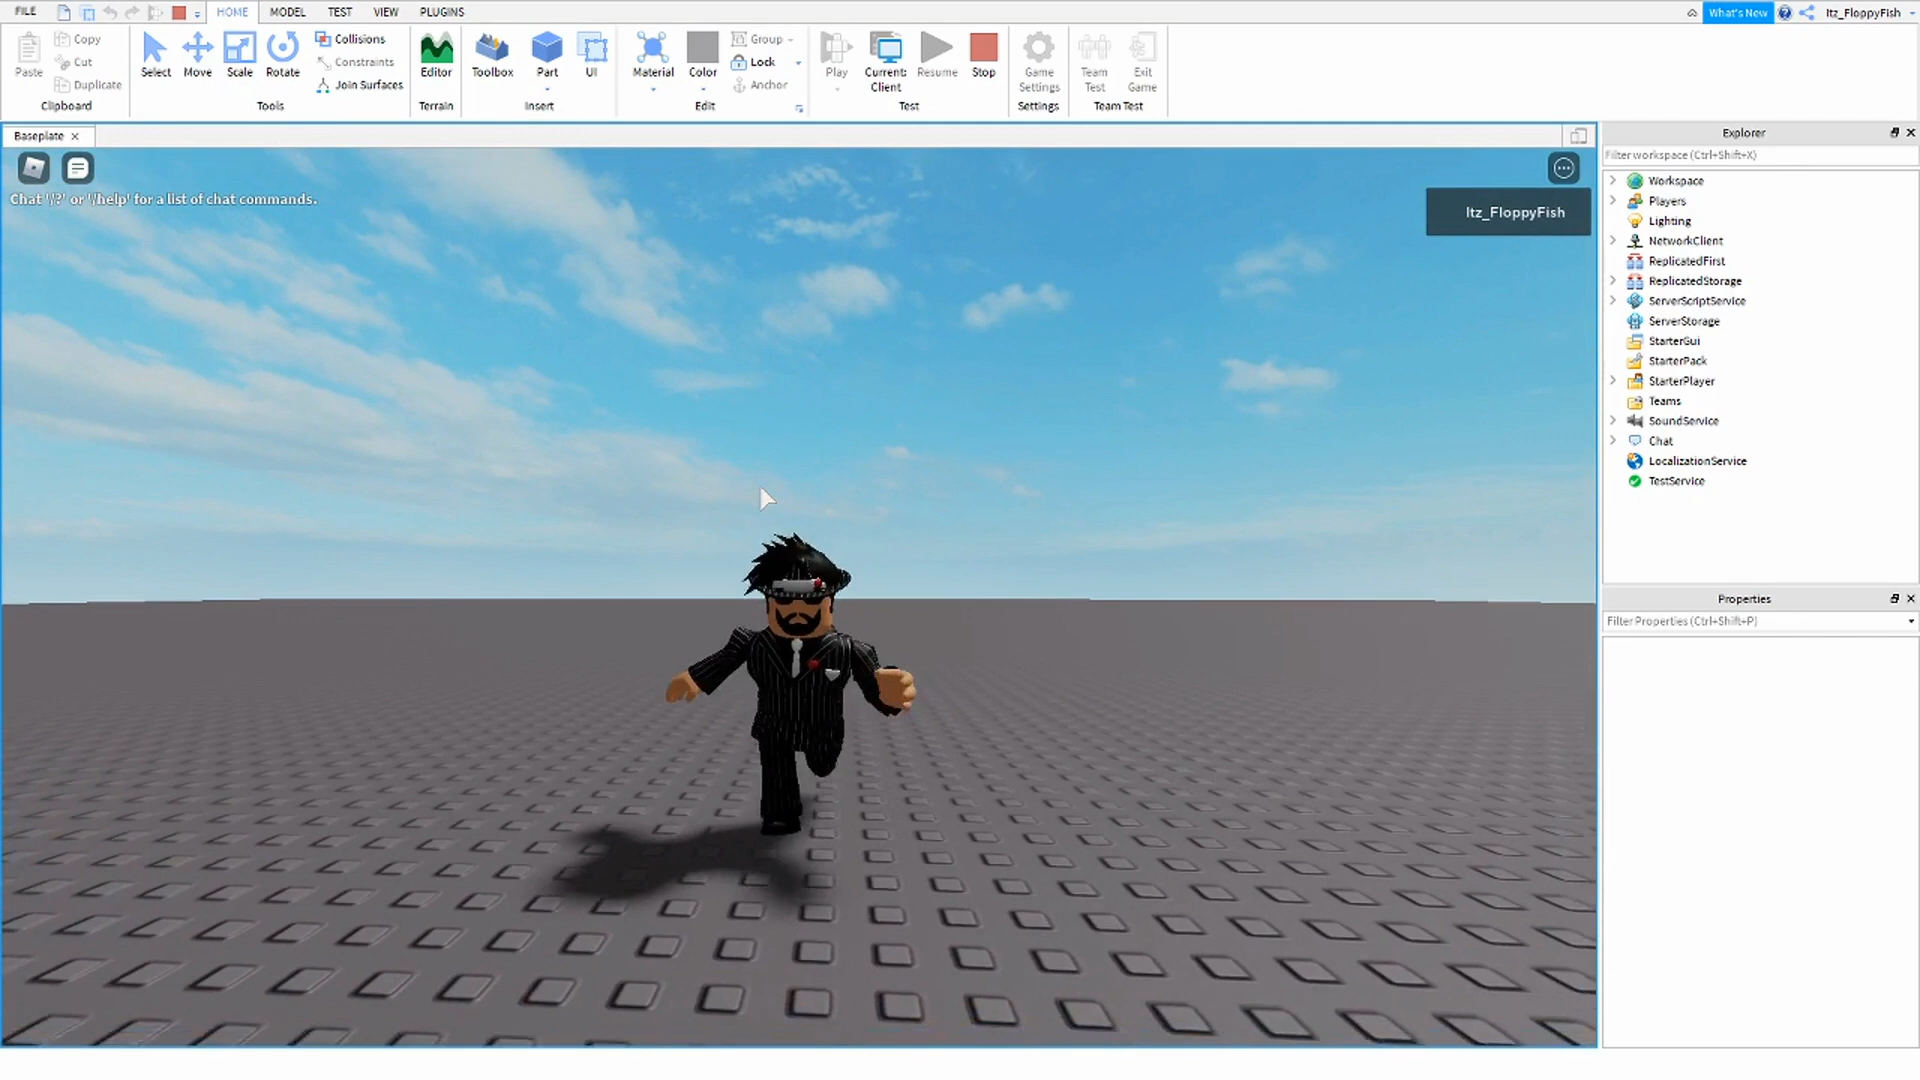 FILE HOME MODEL TEST VIEW PLUGINS What's New Itz_FloppyFish
Copy
Cut
Duplicate
Paste
Clipboard
Select Move Scale Rotate
Collisions
Constraints
Join Surfaces
Tools
Editor
Terrain
Toolbox Part UI
Insert
Material Color
Group
Lock
Anchor
Edit
Play
Current:
Client
Resume Stop
Test
Game
Settings
Settings
Team
Test
Exit
Game
Team Test
Baseplate
Chat '/?' or '/help' for a list of chat commands.
Itz_FloppyFish
Explorer
Filter workspace (Ctrl+Shift+X)
Workspace
Players
Lighting
NetworkClient
ReplicatedFirst
ReplicatedStorage
ServerScriptService
ServerStorage
StarterGui
StarterPack
StarterPlayer
Teams
SoundService
Chat
LocalizationService
TestService
Properties
Filter Properties (Ctrl+Shift+P)